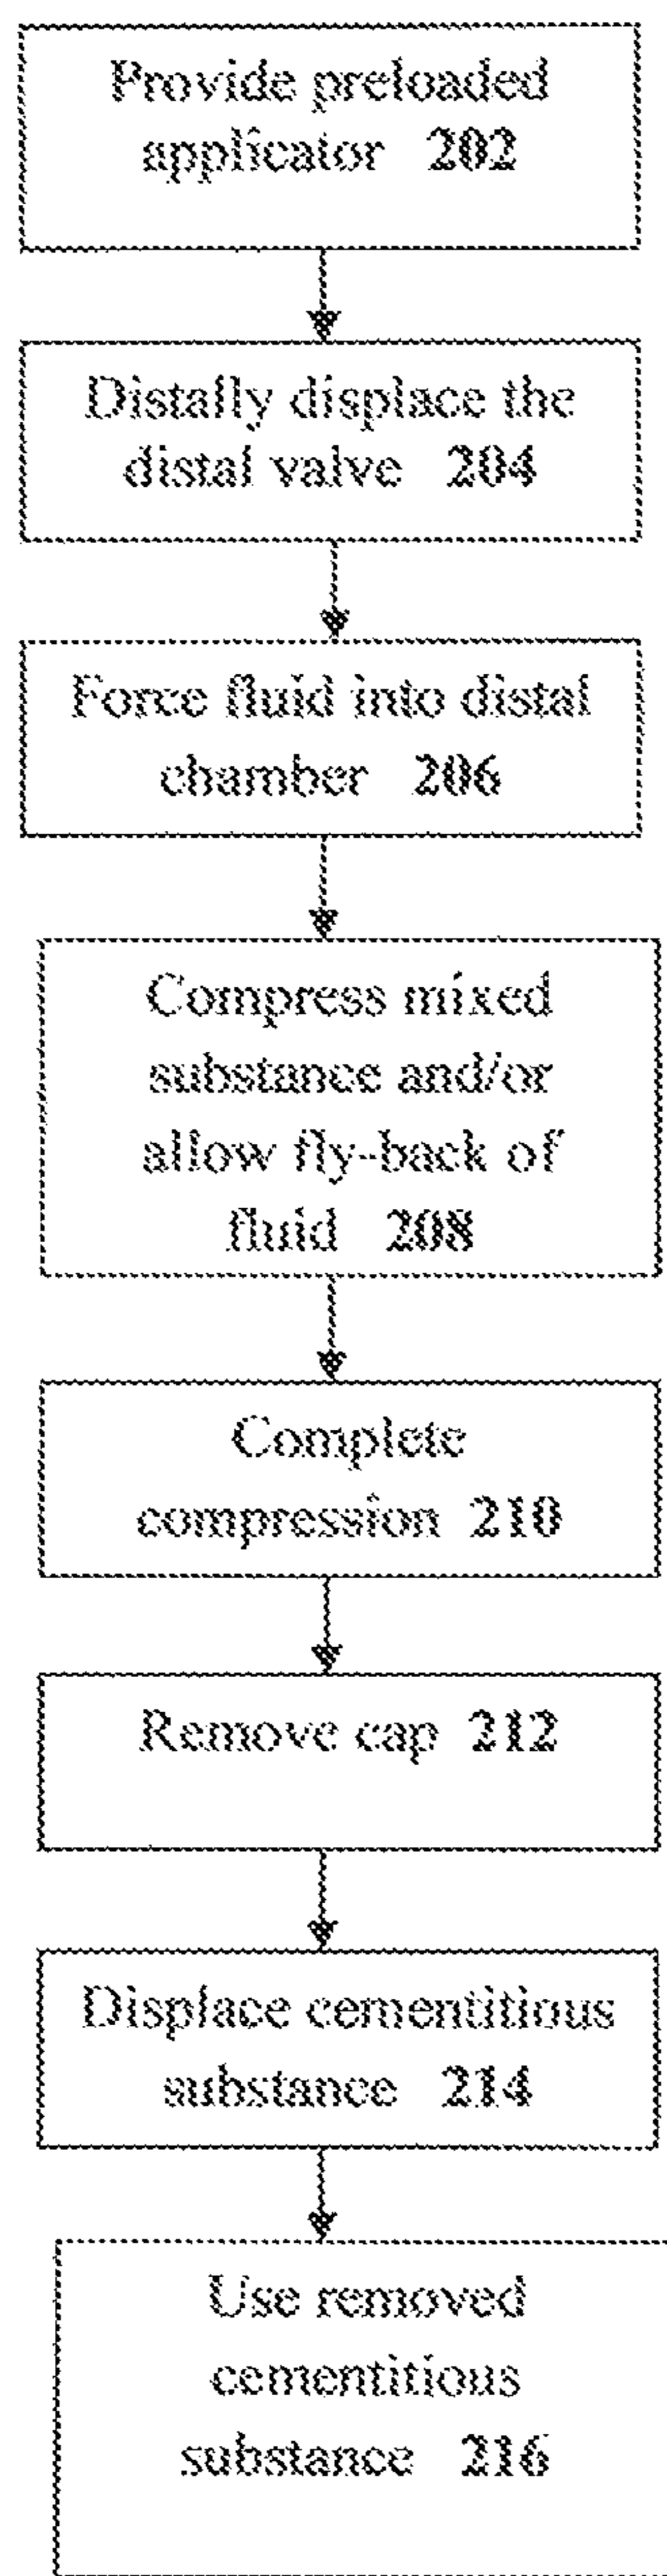 Provide preloaded
applicator 202
Distally displace the
distal valve 204
Force fluid into distal
chamber 206
Compress mixed
substance and/or
allow fly-back of
fluid 208
Complete
compression 210
Remove cap 212
Displace cementitious
substance 214
Use removed
cementitious
substance 216